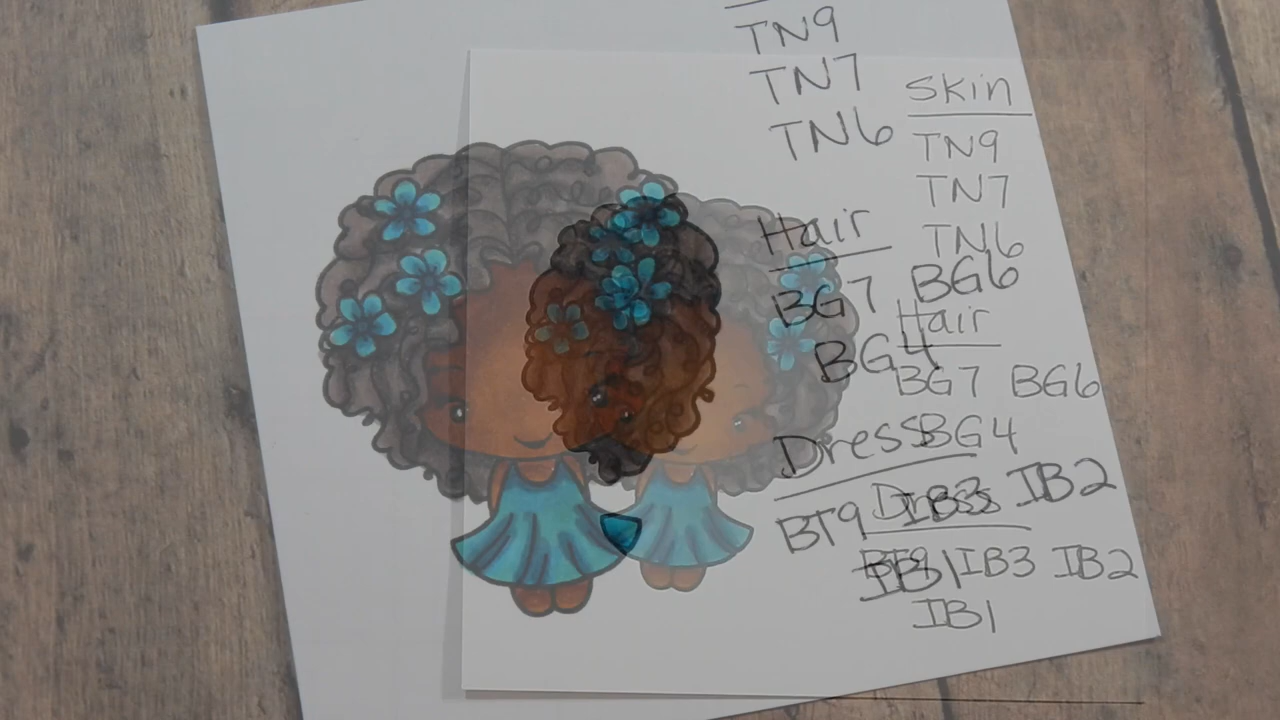 TN9
TN7
TN6
Hair
BG7 BG6
BG4
Dress
BT9 IB3 IB2
IB1
Skin
TN9
TN7
TN6
Hair
BG7 BG6
BG4
Dress
BT9 IB3 IB2
IB1